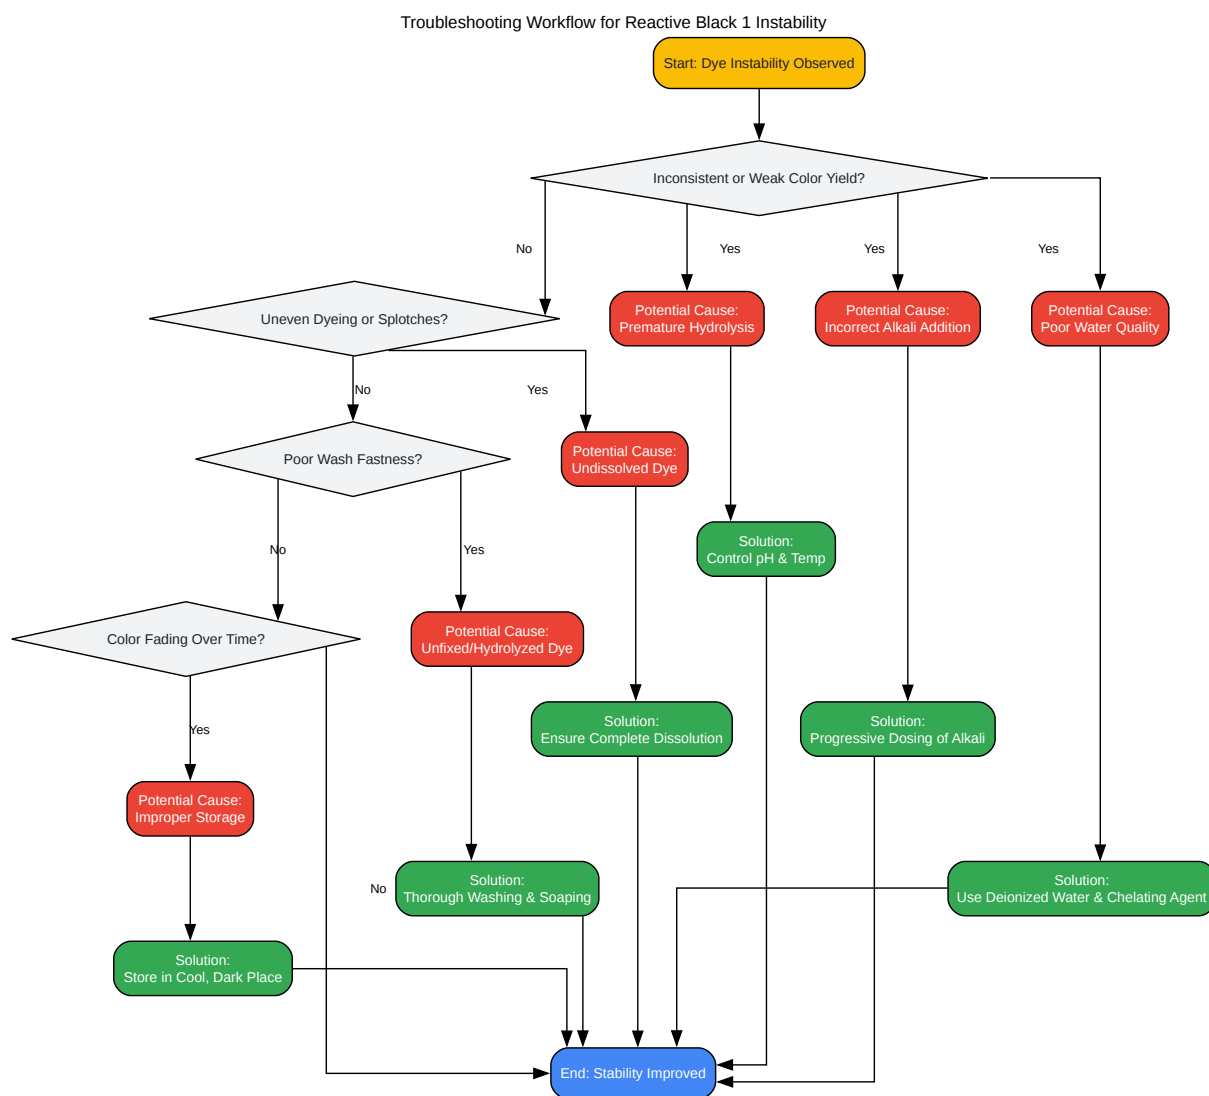 Troubleshooting Workflow for Reactive Black 1 Instability
Start: Dye Instability Observed
Inconsistent or Weak Color Yield?
No
Yes
Yes
Yes
Uneven Dyeing or Splotches?
Potential Cause:
Premature Hydrolysis
Potential Cause:
Incorrect Alkali Addition
Potential Cause:
Poor Water Quality
No
Yes
Poor Wash Fastness?
Potential Cause:
Undissolved Dye
Solution:
Control pH & Temp
No
Yes
Color Fading Over Time?
Potential Cause:
Unfixed/Hydrolyzed Dye
Solution:
Ensure Complete Dissolution
Solution:
Progressive Dosing of Alkali
Yes
Potential Cause:
Improper Storage
No
Solution:
Thorough Washing & Soaping
Solution:
Use Deionized Water & Chelating Agent
Solution:
Store in Cool, Dark Place
End: Stability Improved